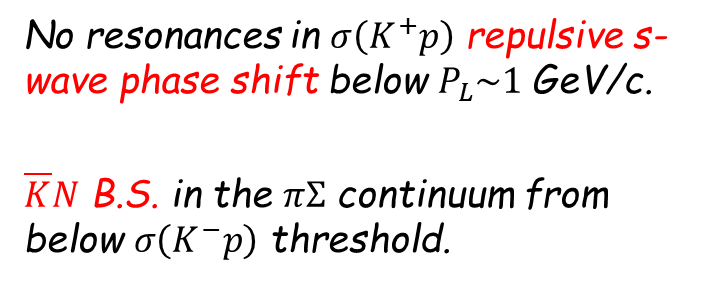 No resonances in σ(K⁺p) repulsive s-
wave phase shift below P_L~1 GeV/c.
K̅N B.S. in the πΣ continuum from
below σ(K⁻p) threshold.